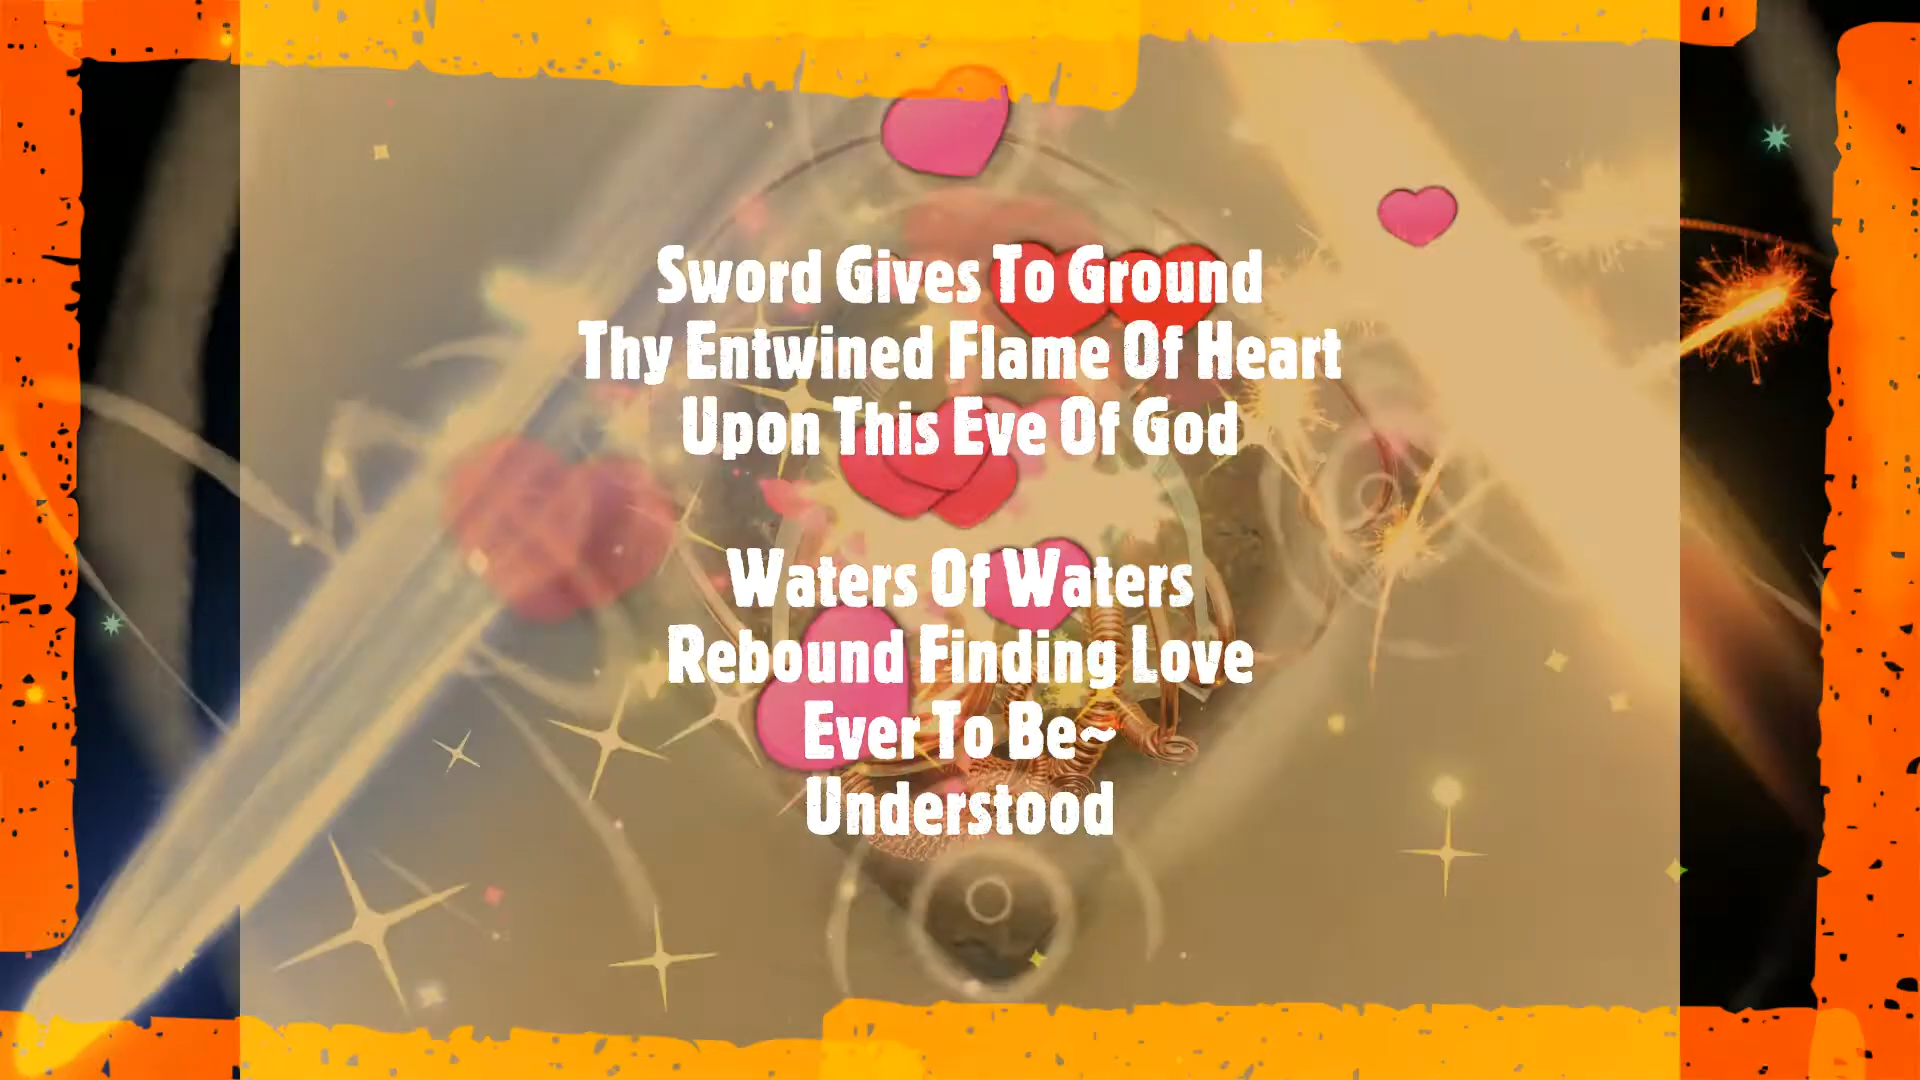 Sword Gives To Ground
Thy Entwined Flame Of Heart
Upon This Eve Of God
Waters Of Waters
Rebound Finding Love
Ever To Be~
Understood